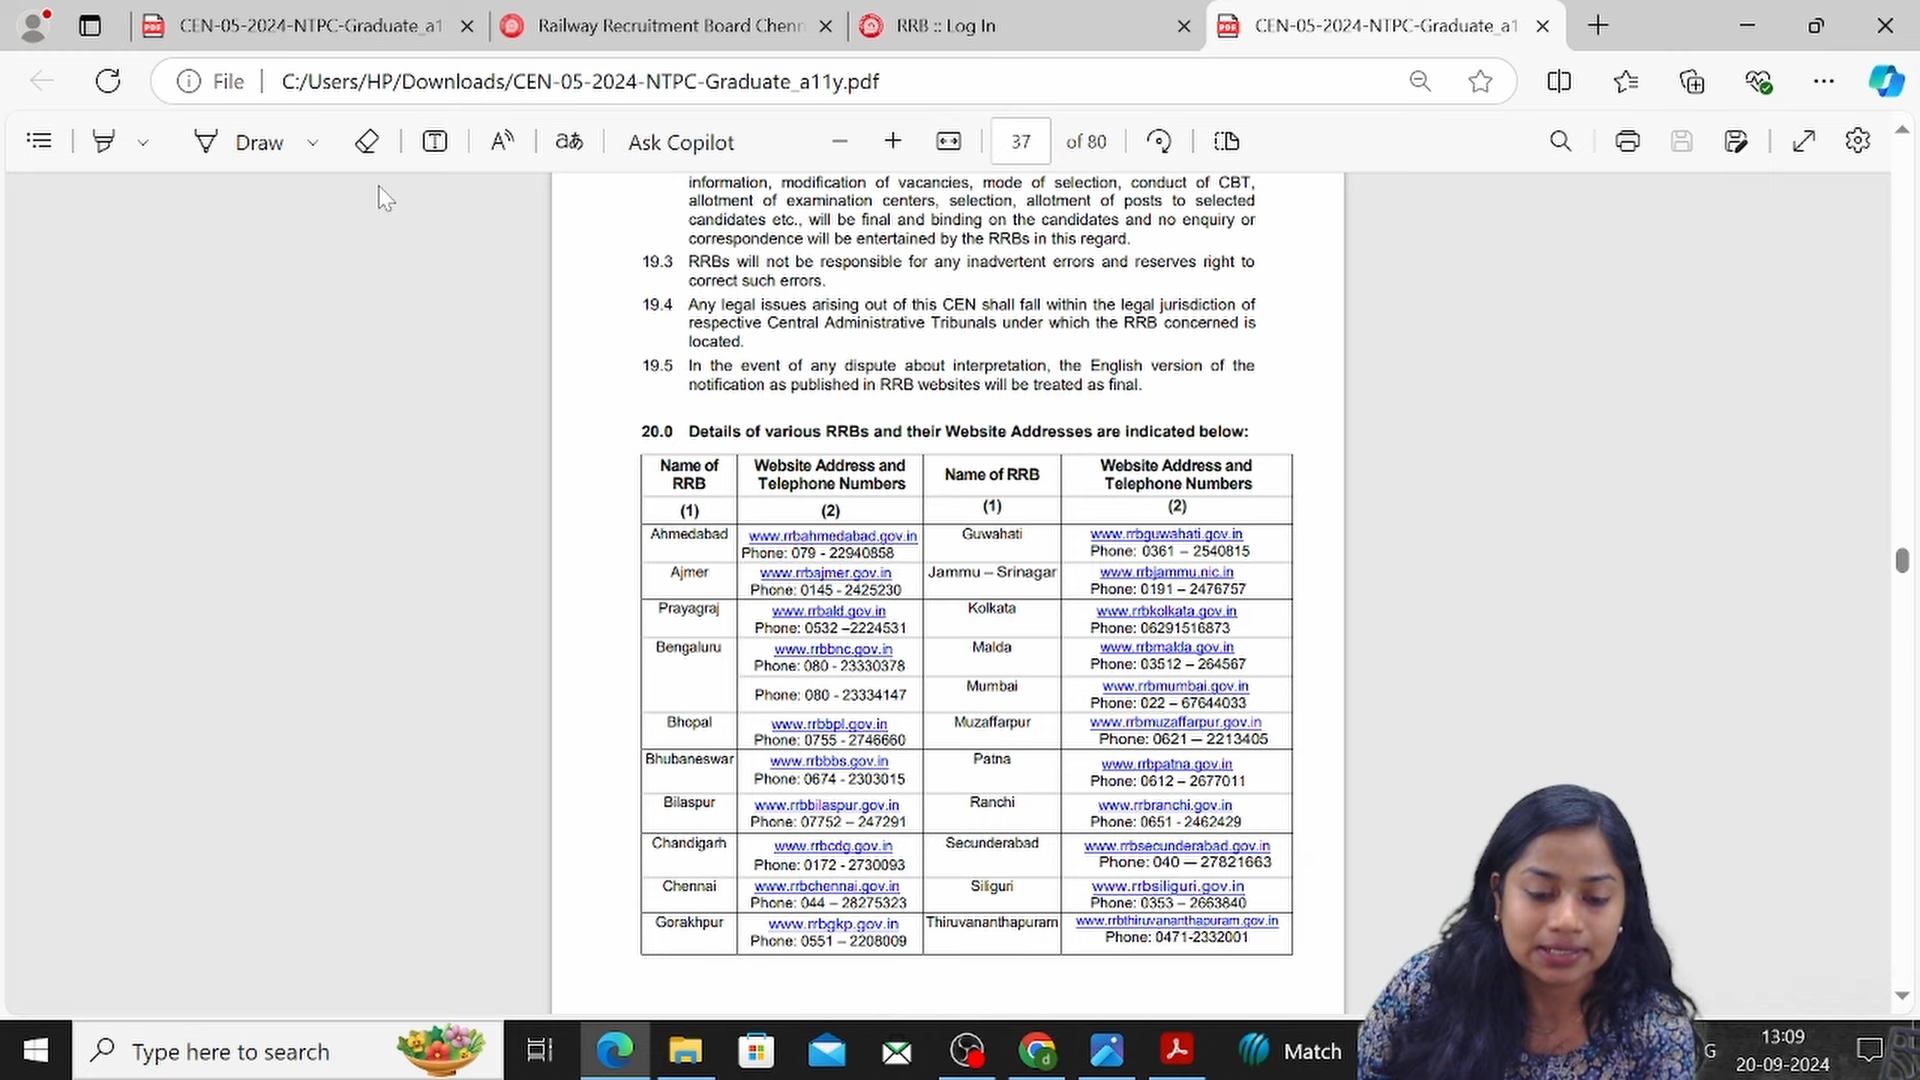 CEN-05-2024-NTPC-Graduate_a1
Railway Recruitment Board Chenn
RRB :: Log In
CEN-05-2024-NTPC-Graduate_a1
File
C:/Users/HP/Downloads/CEN-05-2024-NTPC-Graduate_a11y.pdf
Draw
Ask Copilot
37 of 80
information, modification of vacancies, mode of selection, conduct of CBT,
allotment of examination centers, selection, allotment of posts to selected
candidates etc., will be final and binding on the candidates and no enquiry or
correspondence will be entertained by the RRBs in this regard.
19.3 RRBs will not be responsible for any inadvertent errors and reserves right to
correct such errors.
19.4 Any legal issues arising out of this CEN shall fall within the legal jurisdiction of
respective Central Administrative Tribunals under which the RRB concerned is
located.
19.5 In the event of any dispute about interpretation, the English version of the
notification as published in RRB websites will be treated as final.
20.0 Details of various RRBs and their Website Addresses are indicated below:
Name of RRB Website Address and Telephone Numbers Name of RRB Website Address and Telephone Numbers
(1) (2) (1) (2)
Ahmedabad www.rrbahmedabad.gov.in Guwahati www.rrbguwahati.gov.in
Phone: 079 - 22940858 Phone: 0361 – 2540815
Ajmer www.rrbajmer.gov.in Jammu – Srinagar www.rrbjammu.nic.in
Phone: 0145 - 2425230 Phone: 0191 – 2476757
Prayagraj www.rrbald.gov.in Kolkata www.rrbkolkata.gov.in
Phone: 0532 –2224531 Phone: 06291516873
Bengaluru www.rrbbnc.gov.in Malda www.rrbmalda.gov.in
Phone: 080 - 23330378 Phone: 03512 – 264567
Phone: 080 - 23334147 Mumbai www.rrbmumbai.gov.in
Phone: 022 – 67644033
Bhopal www.rrbbpl.gov.in Muzaffarpur www.rrbmuzaffarpur.gov.in
Phone: 0755 - 2746660 Phone: 0621 — 2213405
Bhubaneswar www.rrbbbs.gov.in Patna www.rrbpatna.gov.in
Phone: 0674 - 2303015 Phone: 0612 – 2677011
Bilaspur www.rrbbilaspur.gov.in Ranchi www.rrbranchi.gov.in
Phone: 07752 – 247291 Phone: 0651 - 2462429
Chandigarh www.rrbcdg.gov.in Secunderabad www.rrbsecunderabad.gov.in
Phone: 0172 - 2730093 Phone: 040 — 27821663
Chennai www.rrbchennai.gov.in Siliguri www.rrbsiliguri.gov.in
Phone: 044 – 28275323 Phone: 0353 – 2663840
Gorakhpur www.rrbgkp.gov.in Thiruvananthapuram www.rrbthiruvananthapuram.gov.in
Phone: 0551 – 2208009 Phone: 0471-2332001
Type here to search
Match
G
13:09
20-09-2024